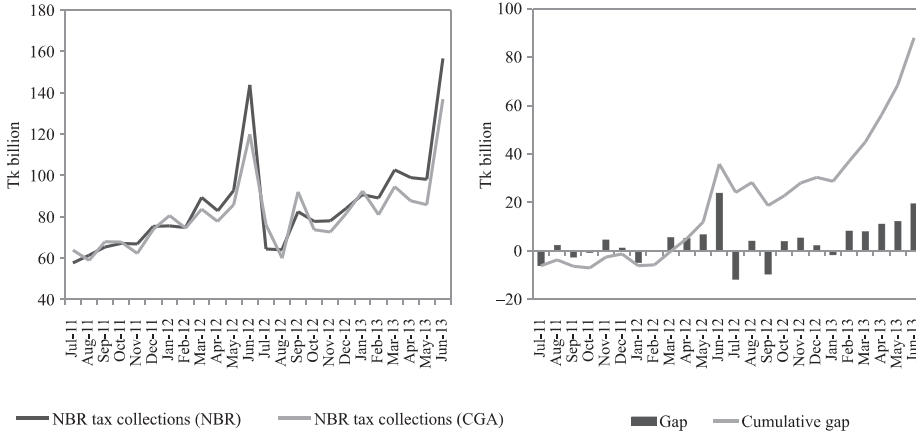 180
160
140
120
100
80
60
40
Tk billion
Jul-11
Aug-11
Sep-11
Oct-11
Nov-11
Dec-11
Jan-12
Feb-12
Mar-12
Apr-12
May-12
Jun-12
Jul-12
Aug-12
Sep-12
Oct-12
Nov-12
Dec-12
Jan-13
Feb-13
Mar-13
Apr-13
May-13
Jun-13
NBR tax collections (NBR)
NBR tax collections (CGA)
100
80
60
40
20
0
–20
Tk billion
Jul-11
Aug-11
Sep-11
Oct-11
Nov-11
Dec-11
Jan-12
Feb-12
Mar-12
Apr-12
May-12
Jun-12
Jul-12
Aug-12
Sep-12
Oct-12
Nov-12
Dec-12
Jan-13
Feb-13
Mar-13
Apr-13
May-13
Jun-13
Gap
Cumulative gap